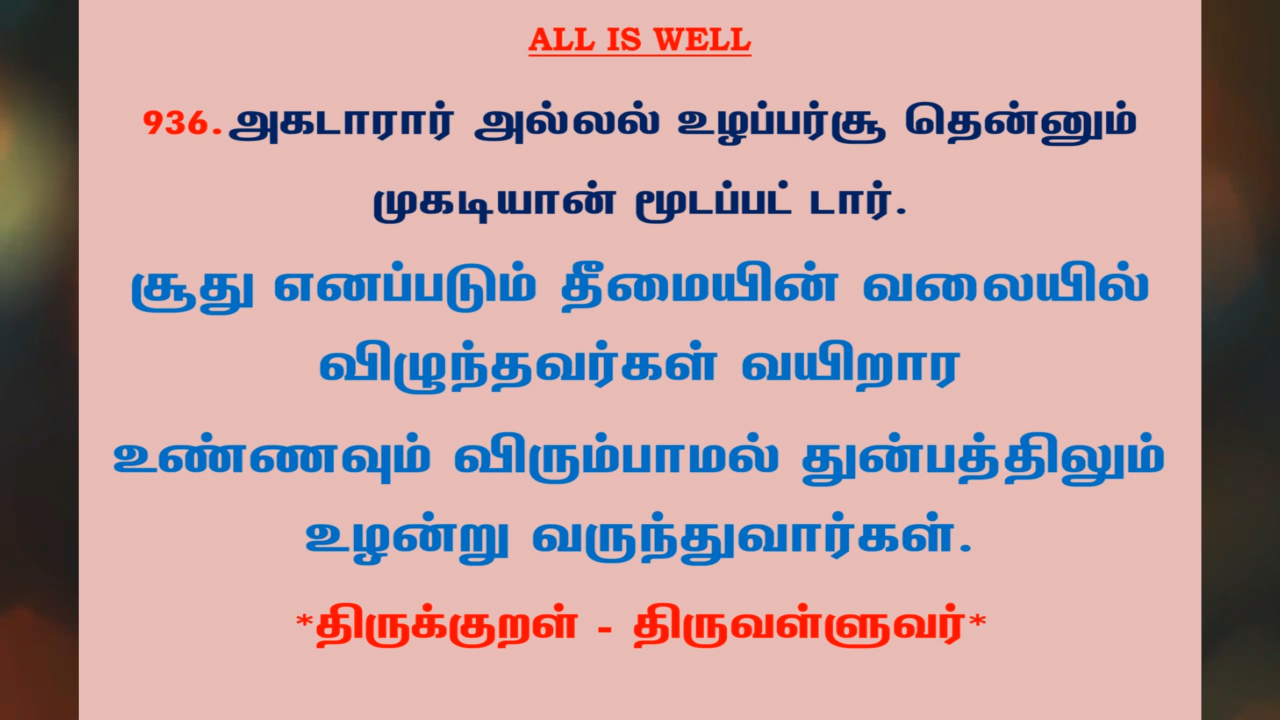 ALL IS WELL
936. அகடாரார் அல்லல் உழப்பர்சூ தென்னும்
முகடியான் மூடப்பட் டார்.
சூது எனப்படும் தீமையின் வலையில்
விழுந்தவர்கள் வயிறார
உண்ணவும் விரும்பாமல் துன்பத்திலும்
உழன்று வருந்துவார்கள்.
*திருக்குறள் - திருவள்ளுவர்*